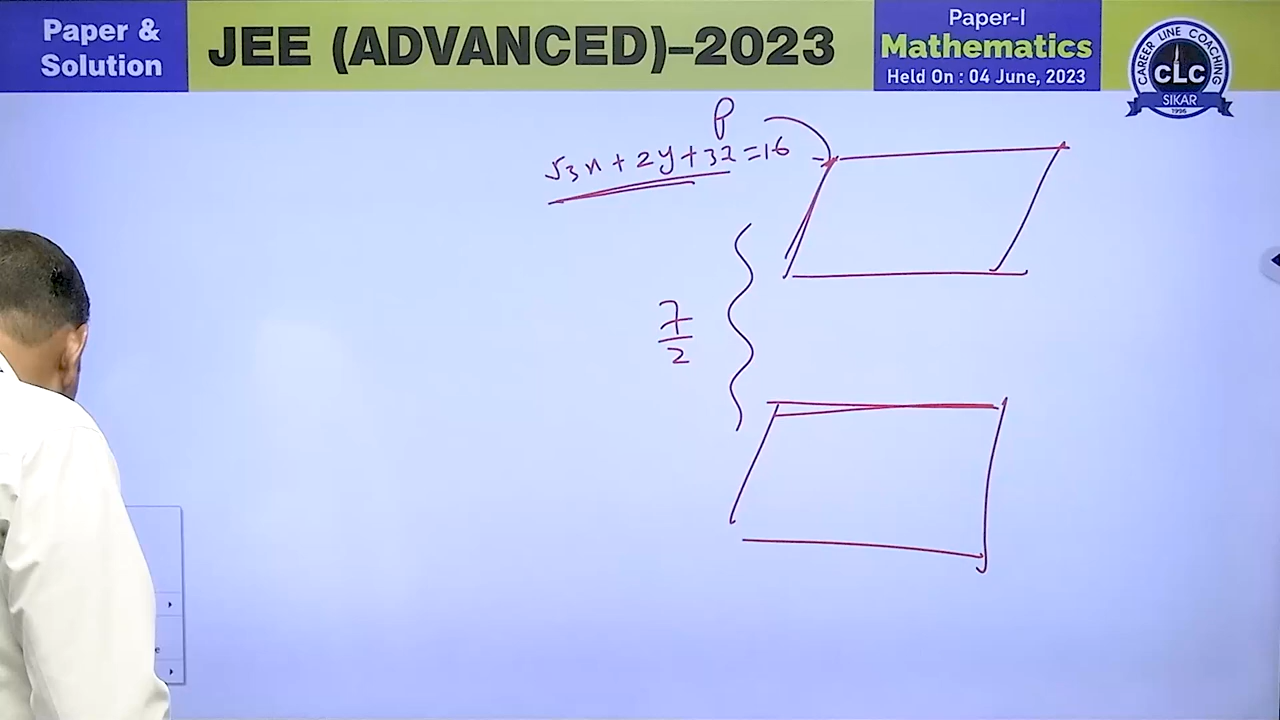 Paper &
Solution
JEE (ADVANCED)–2023
Paper-I
Mathematics
Held On : 04 June, 2023
CAREER LINE COACHING
CLC
SIKAR
1996
P
√3x + 2y + 3z = 16
7
2